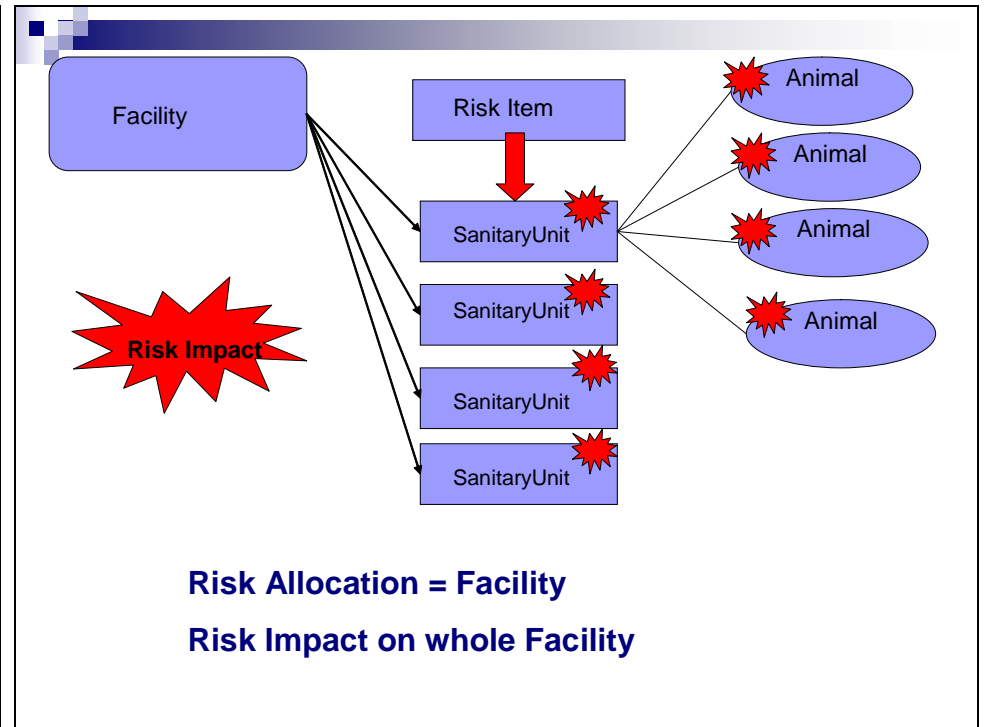 Facility
Risk Item
Animal
Animal
SanitaryUnit
Animal
SanitaryUnit
Animal
Risk Impact
SanitaryUnit
SanitaryUnit
Risk Allocation = Facility
Risk Impact on whole Facility